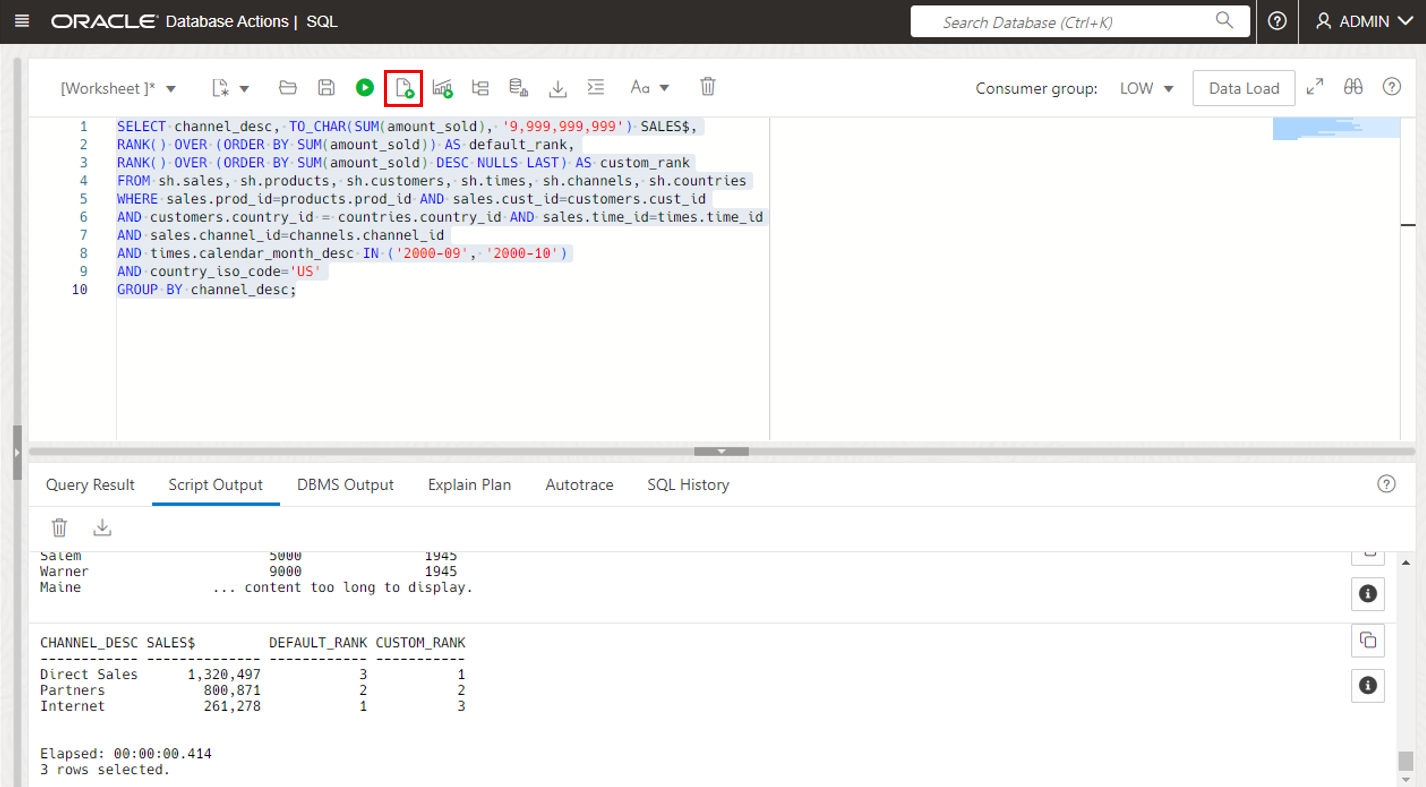 ORACLE Database Actions | SQL
Search Database (Ctrl+K)
ADMIN
[Worksheet ]*
Aa
Consumer group: LOW
Data Load
1 SELECT channel_desc, TO_CHAR(SUM(amount_sold), '9,999,999,999') SALES$,
2 RANK() OVER (ORDER BY SUM(amount_sold)) AS default_rank,
3 RANK() OVER (ORDER BY SUM(amount_sold) DESC NULLS LAST) AS custom_rank
4 FROM sh.sales, sh.products, sh.customers, sh.times, sh.channels, sh.countries
5 WHERE sales.prod_id=products.prod_id AND sales.cust_id=customers.cust_id
6 AND customers.country_id = countries.country_id AND sales.time_id=times.time_id
7 AND sales.channel_id=channels.channel_id
8 AND times.calendar_month_desc IN ('2000-09', '2000-10')
9 AND country_iso_code='US'
10 GROUP BY channel_desc;
Query Result Script Output DBMS Output Explain Plan Autotrace SQL History
Salem 5000 1945
Warner 9000 1945
Maine ... content too long to display.
CHANNEL_DESC SALES$ DEFAULT_RANK CUSTOM_RANK
------------ -------------- ------------ -----------
Direct Sales 1,320,497 3 1
Partners 800,871 2 2
Internet 261,278 1 3
Elapsed: 00:00:00.414
3 rows selected.